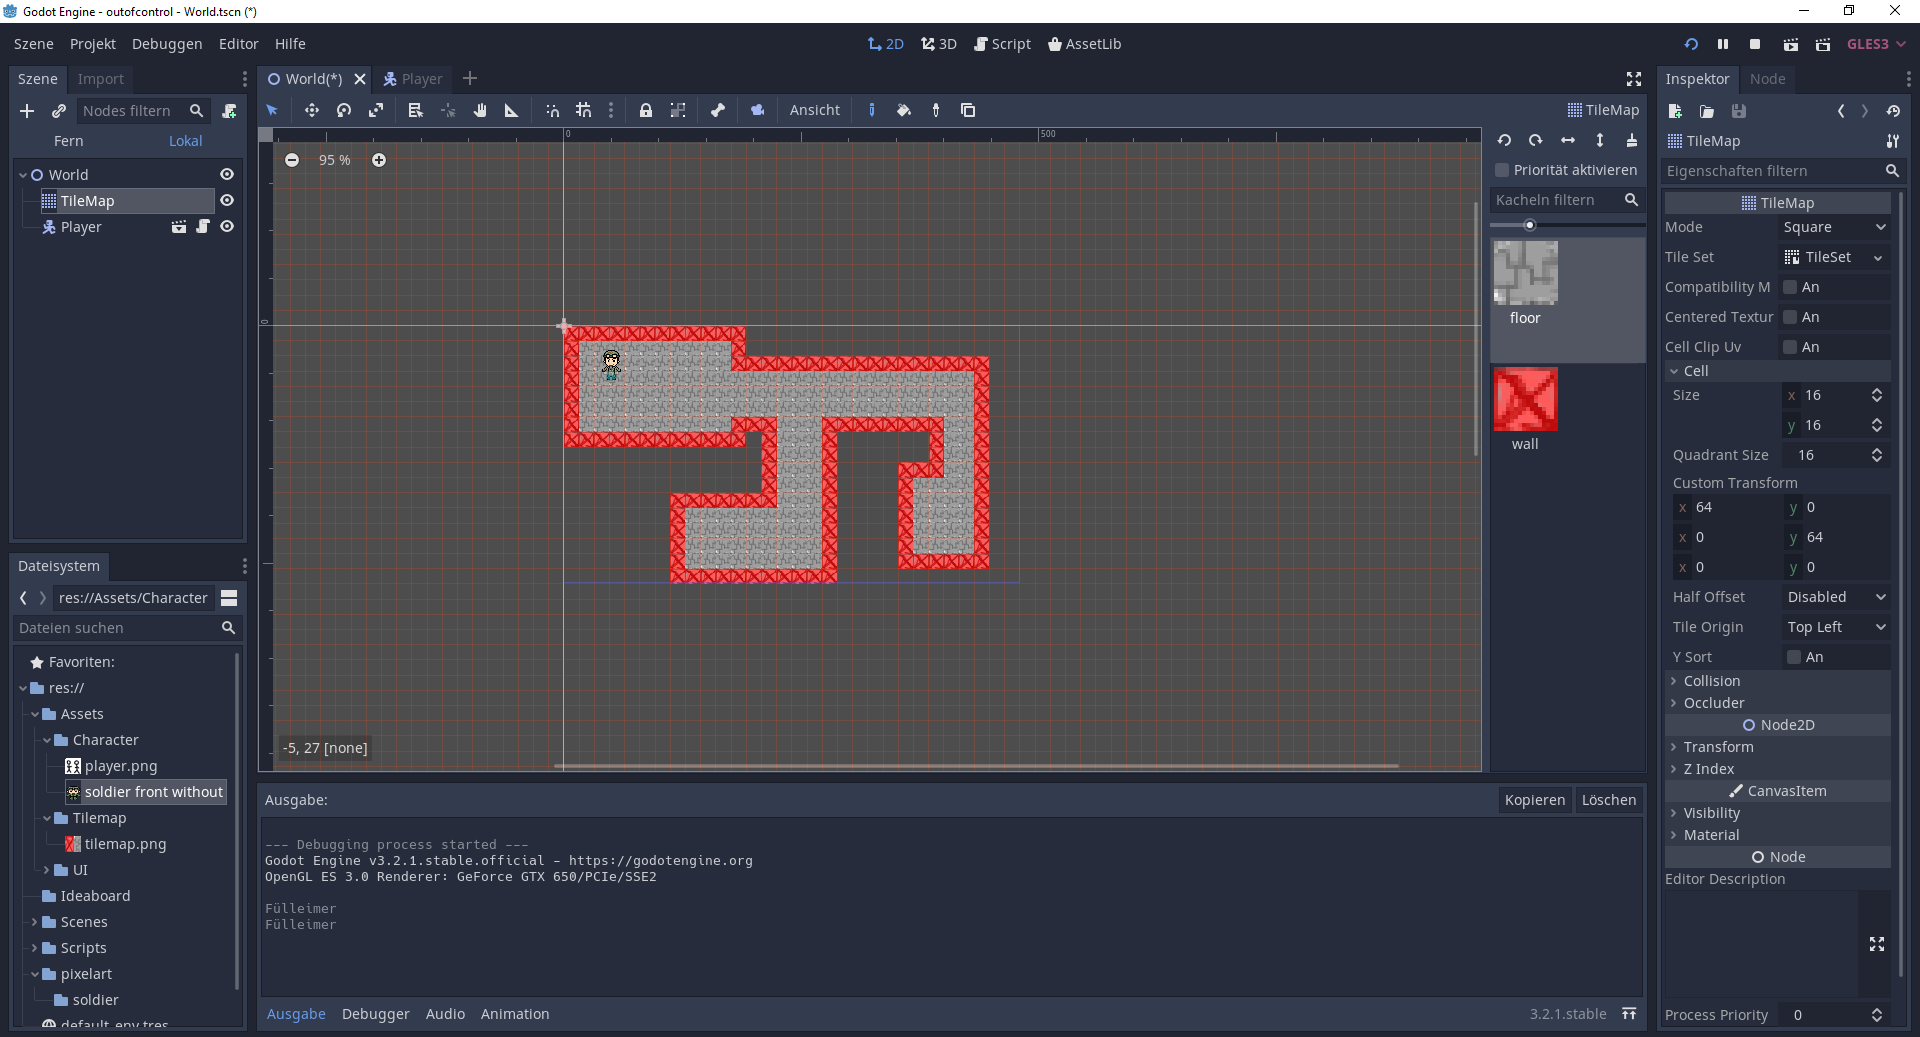 Godot Engine - outofcontrol - World.tscn (*)
Szene Projekt Debuggen Editor Hilfe
2D 3D Script AssetLib
GLES3
Szene Import
Nodes filtern
Fern Lokal
World
TileMap
Player
Dateisystem
res://Assets/Character
Dateien suchen
Favoriten:
res://
Assets
Character
player.png
soldier front without
Tilemap
tilemap.png
UI
Ideaboard
Scenes
Scripts
pixelart
soldier
default_env.tres
World(*) Player
Ansicht
TileMap
0 500
0
95 %
-5, 27 [none]
Priorität aktivieren
Kacheln filtern
floor
wall
Ausgabe:
Kopieren Löschen
--- Debugging process started ---
Godot Engine v3.2.1.stable.official - https://godotengine.org
OpenGL ES 3.0 Renderer: GeForce GTX 650/PCIe/SSE2
Fülleimer
Fülleimer
Ausgabe Debugger Audio Animation
3.2.1.stable
Inspektor Node
TileMap
Eigenschaften filtern
TileMap
Mode Square
Tile Set TileSet
Compatibility M An
Centered Textur An
Cell Clip Uv An
Cell
Size x 16
y 16
Quadrant Size 16
Custom Transform
x 64 y 0
x 0 y 64
x 0 y 0
Half Offset Disabled
Tile Origin Top Left
Y Sort An
Collision
Occluder
Node2D
Transform
Z Index
CanvasItem
Visibility
Material
Node
Editor Description
Process Priority 0